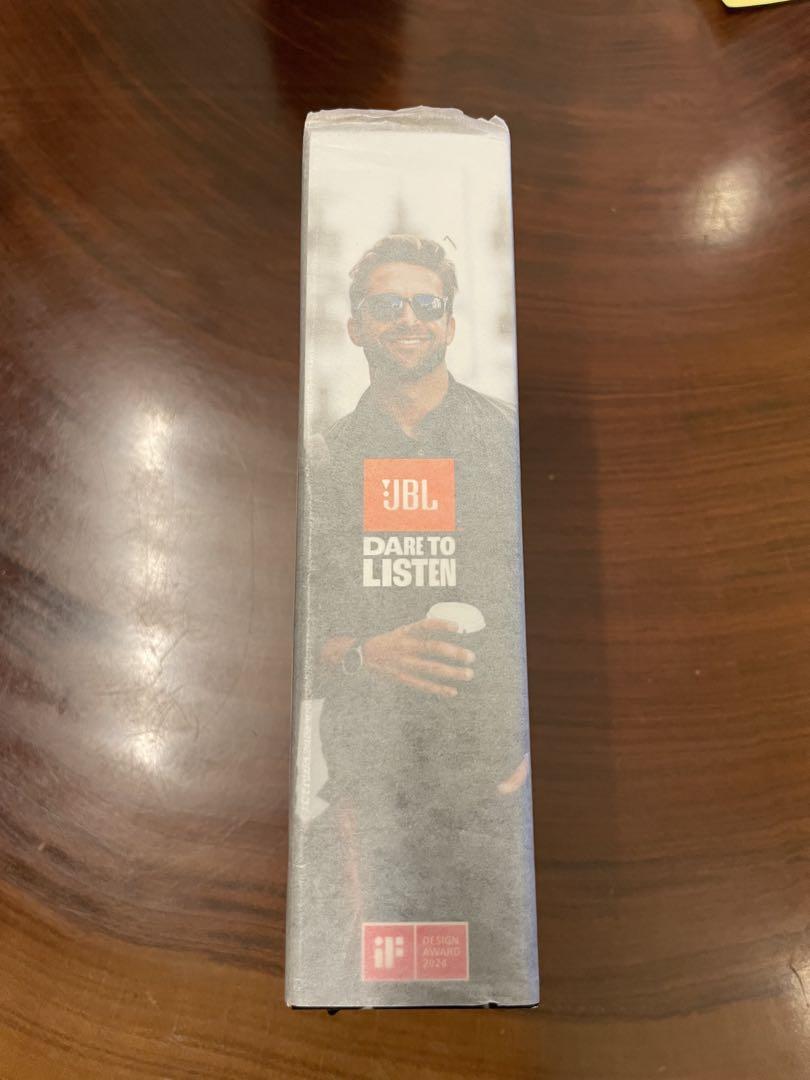 JBL
DARE TO
LISTEN
iF
DESIGN
AWARD
2024